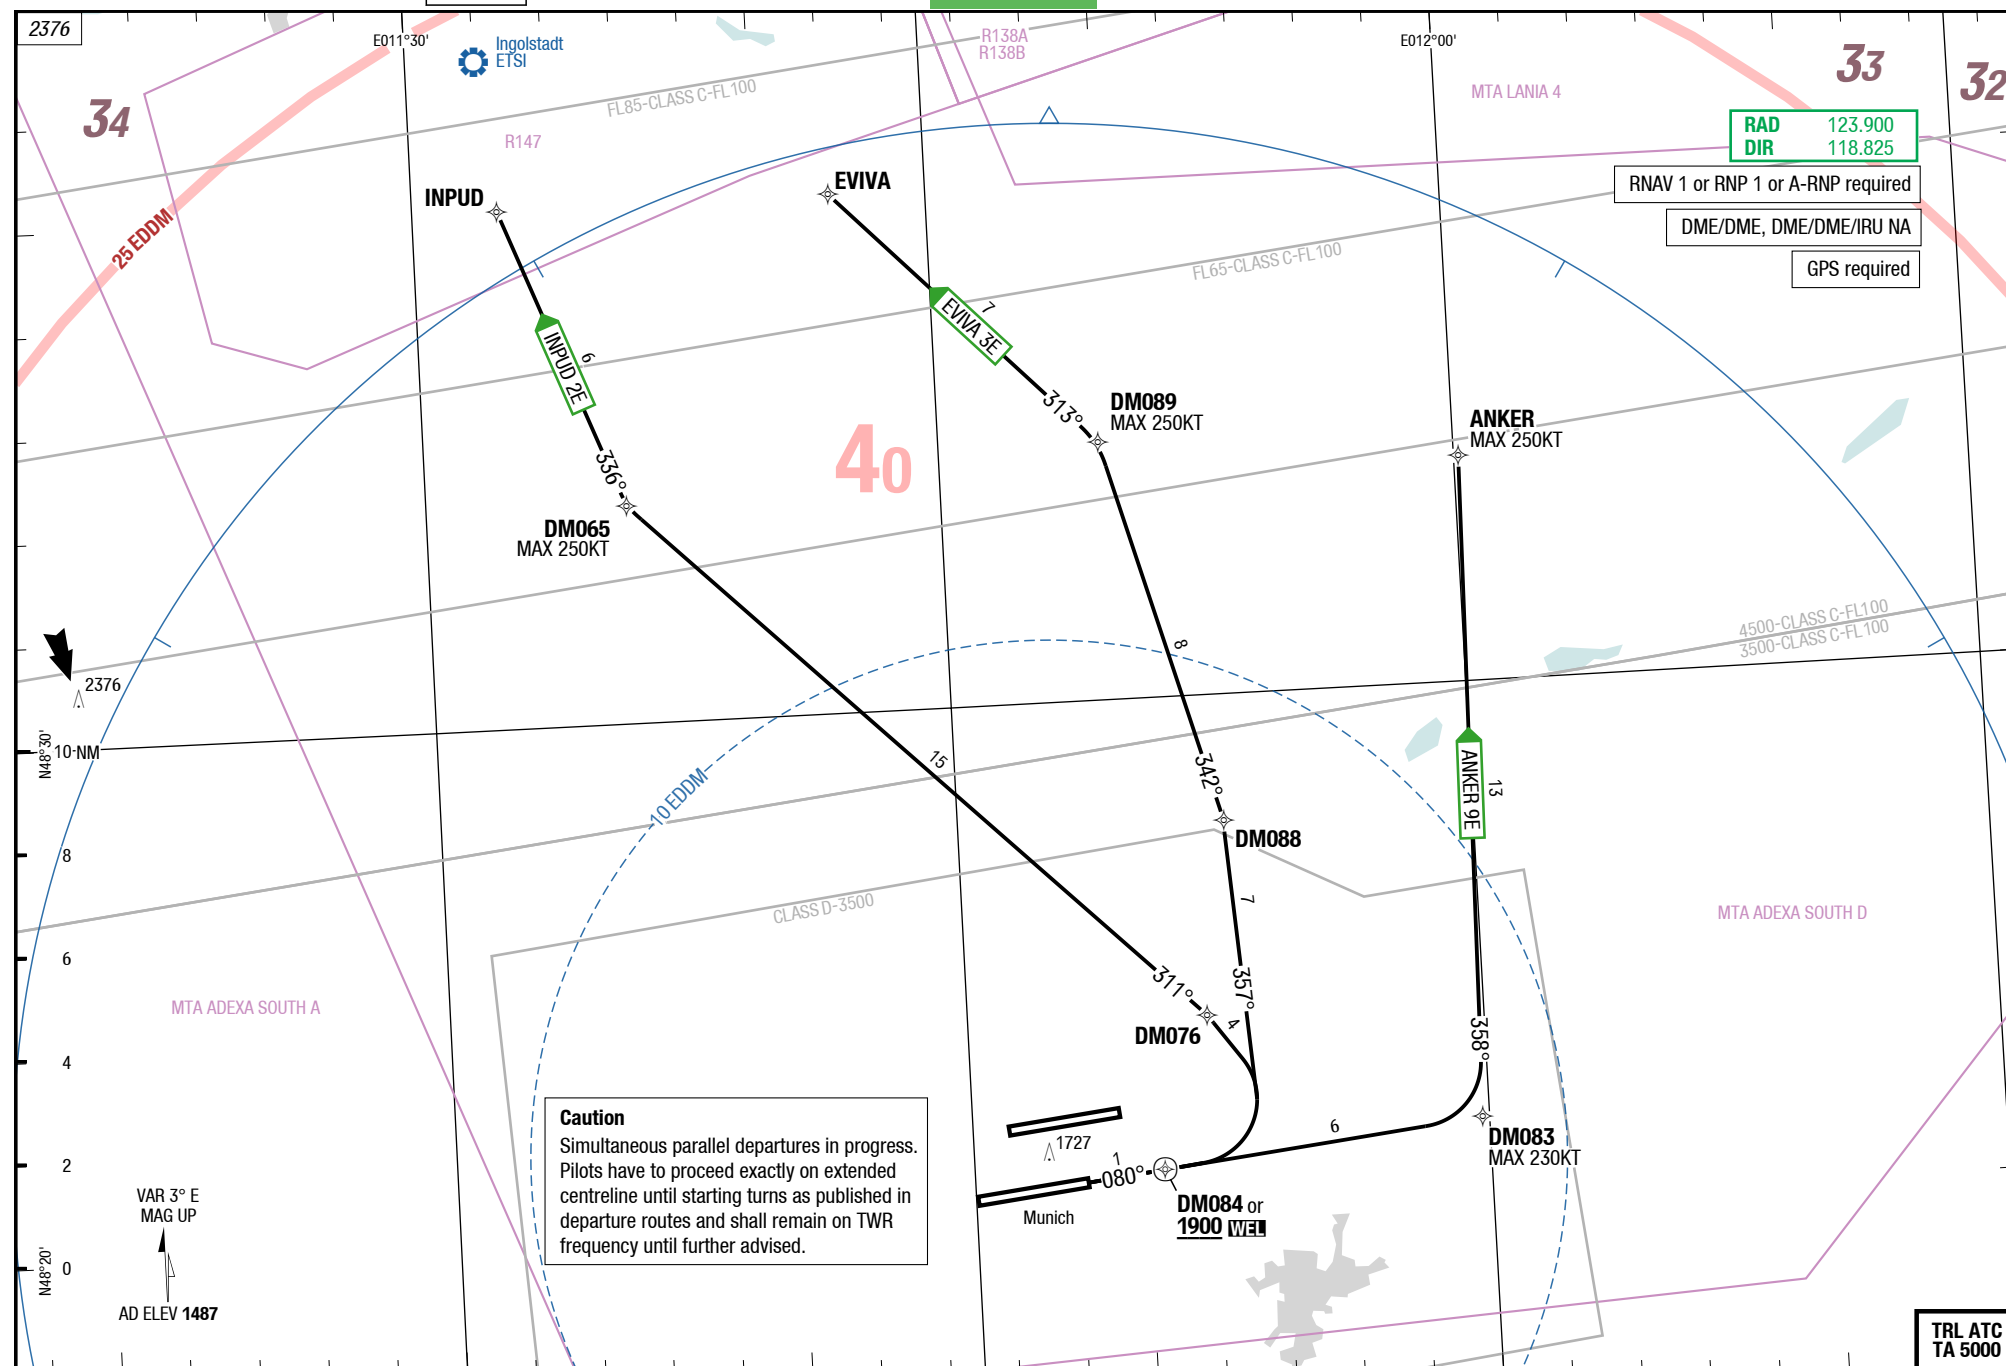 2376
E011°30'
Ingolstadt
ETSI
R138A
R138B
E012°00'
33
32
34
FL85-CLASS C-FL100
MTA LANIA 4
R147
RAD 123.900
DIR 118.825
RNAV 1 or RNP 1 or A-RNP required
DME/DME, DME/DME/IRU NA
GPS required
INPUD
EVIVA
25 EDDM
FL65-CLASS C-FL100
7
EVIVA 3E
6
INPUD 2E
313°
DM089
MAX 250KT
ANKER
MAX 250KT
336°
40
DM065
MAX 250KT
4500-CLASS C-FL100
3500-CLASS C-FL100
8
2376
N48°30'
10 NM
15
342°
10 EDDM
13
ANKER 9E
DM088
8
CLASS D-3500
7
MTA ADEXA SOUTH D
6
311°
357°
MTA ADEXA SOUTH A
DM076
4
358°
4
Caution
Simultaneous parallel departures in progress.
Pilots have to proceed exactly on extended
centreline until starting turns as published in
departure routes and shall remain on TWR
frequency until further advised.
1727
6
DM083
MAX 230KT
2
1
080°
DM084 or
1900 WEL
Munich
VAR 3° E
MAG UP
N48°20'
0
AD ELEV 1487
TRL ATC
TA 5000